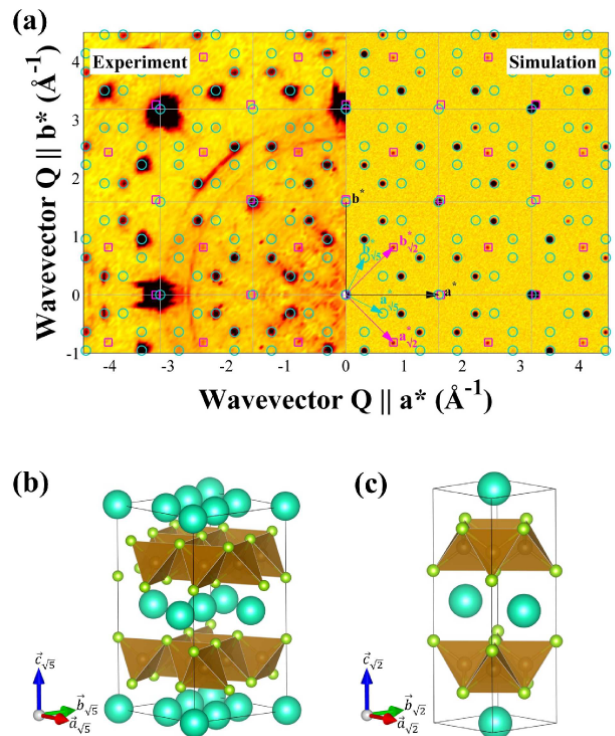 (a)
Experiment
Simulation
Wavevector Q || b* (Å⁻¹)
4
3
2
1
0
-1
b*
b*√2
b*√5
a*
a*√5
a*√2
-4 -3 -2 -1 0 1 2 3 4
Wavevector Q || a* (Å⁻¹)
(b)
(c)
c⃗√5
b⃗√5
a⃗√5
c⃗√2
b⃗√2
a⃗√2